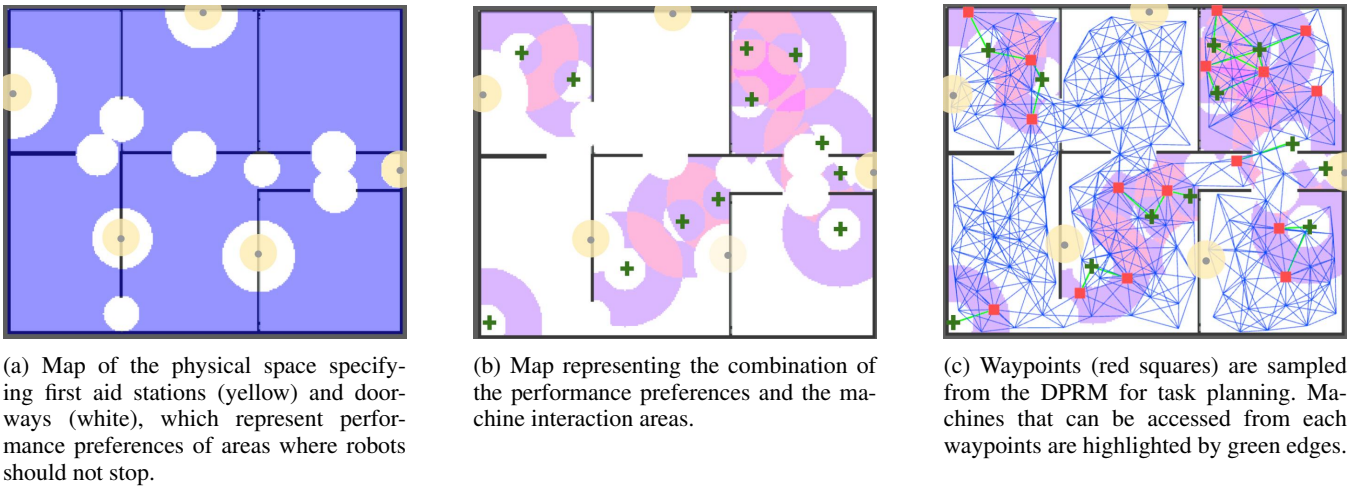 (a) Map of the physical space specify-
ing first aid stations (yellow) and door-
ways (white), which represent perfor-
mance preferences of areas where robots
should not stop.
(b) Map representing the combination of
the performance preferences and the ma-
chine interaction areas.
(c) Waypoints (red squares) are sampled
from the DPRM for task planning. Ma-
chines that can be accessed from each
waypoints are highlighted by green edges.